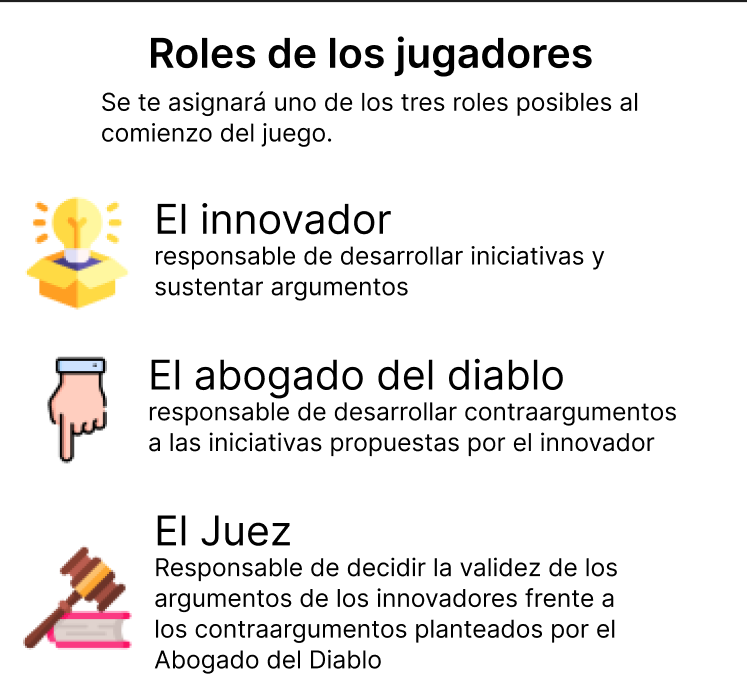 Roles de los jugadores
Se te asignará uno de los tres roles posibles al
comienzo del juego.
El innovador
responsable de desarrollar iniciativas y
sustentar argumentos
El abogado del diablo
responsable de desarrollar contraargumentos
a las iniciativas propuestas por el innovador
El Juez
Responsable de decidir la validez de los
argumentos de los innovadores frente a
los contraargumentos planteados por el
Abogado del Diablo